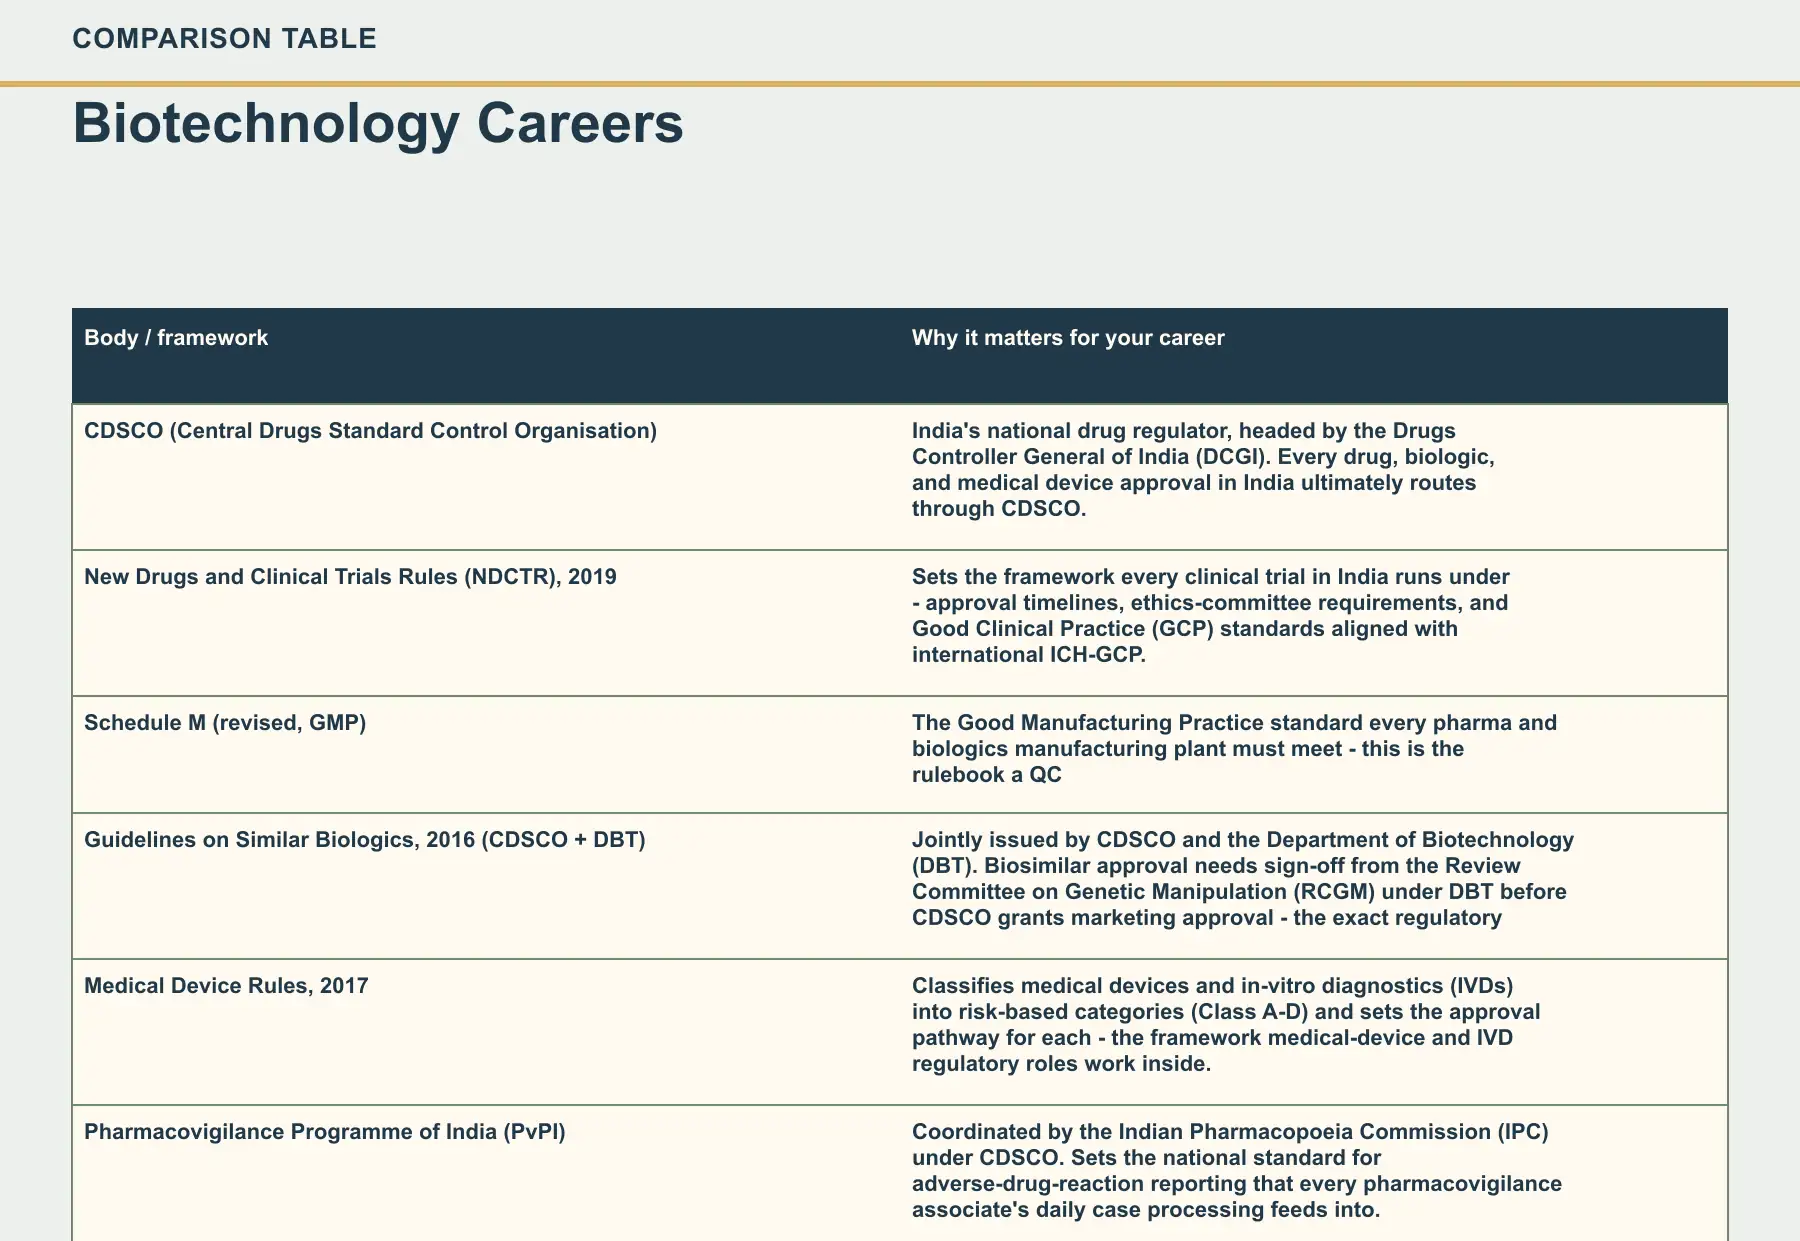 COMPARISON TABLE
Biotechnology Careers
Body / framework
Why it matters for your career
CDSCO (Central Drugs Standard Control Organisation)
India's national drug regulator, headed by the Drugs
Controller General of India (DCGI). Every drug, biologic,
and medical device approval in India ultimately routes
through CDSCO.
New Drugs and Clinical Trials Rules (NDCTR), 2019
Sets the framework every clinical trial in India runs under
- approval timelines, ethics-committee requirements, and
Good Clinical Practice (GCP) standards aligned with
international ICH-GCP.
Schedule M (revised, GMP)
The Good Manufacturing Practice standard every pharma and
biologics manufacturing plant must meet - this is the
rulebook a QC
Guidelines on Similar Biologics, 2016 (CDSCO + DBT)
Jointly issued by CDSCO and the Department of Biotechnology
(DBT). Biosimilar approval needs sign-off from the Review
Committee on Genetic Manipulation (RCGM) under DBT before
CDSCO grants marketing approval - the exact regulatory
Medical Device Rules, 2017
Classifies medical devices and in-vitro diagnostics (IVDs)
into risk-based categories (Class A-D) and sets the approval
pathway for each - the framework medical-device and IVD
regulatory roles work inside.
Pharmacovigilance Programme of India (PvPI)
Coordinated by the Indian Pharmacopoeia Commission (IPC)
under CDSCO. Sets the national standard for
adverse-drug-reaction reporting that every pharmacovigilance
associate's daily case processing feeds into.